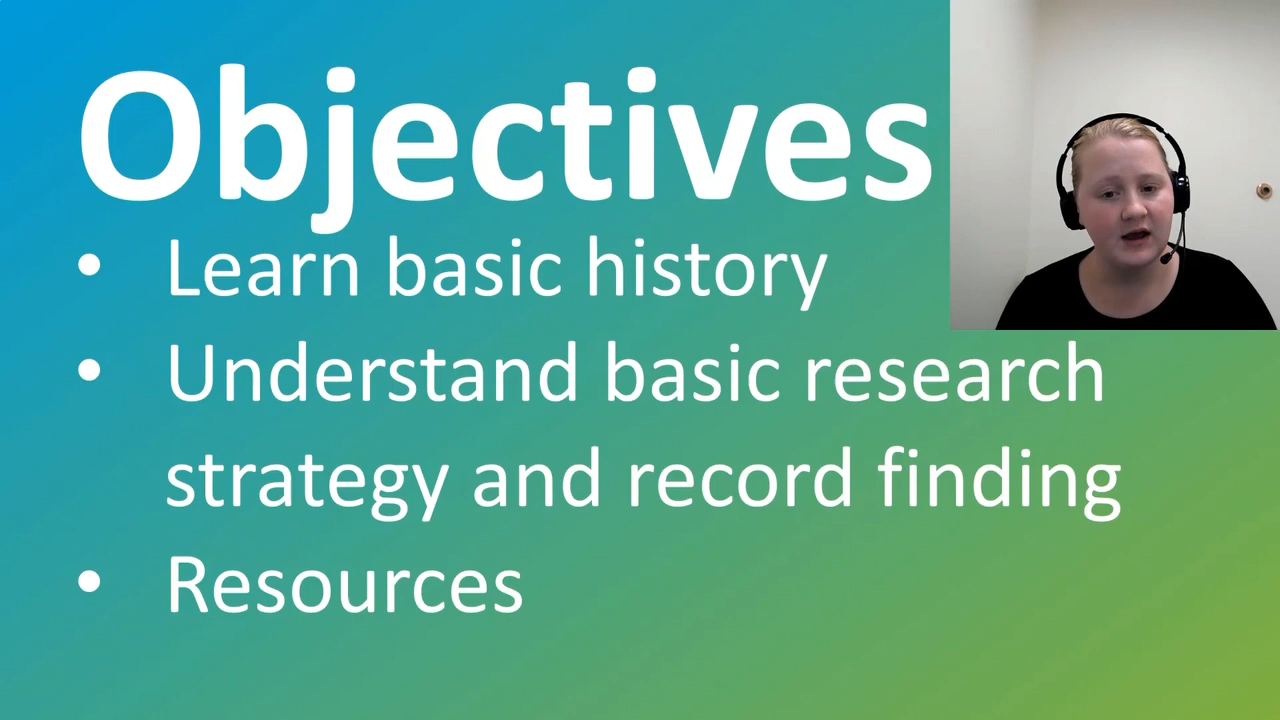 Objectives
• Learn basic history
• Understand basic research
strategy and record finding
• Resources